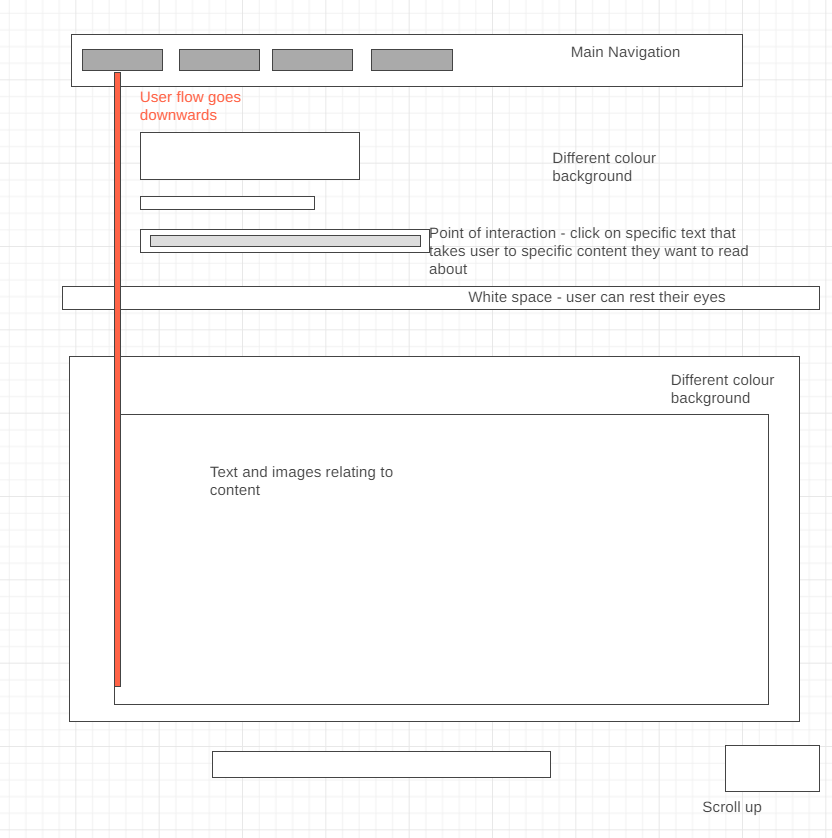 Main Navigation
User flow goes
downwards
Different colour
background
Point of interaction - click on specific text that
takes user to specific content they want to read
about
White space - user can rest their eyes
Different colour
background
Text and images relating to
content
Scroll up